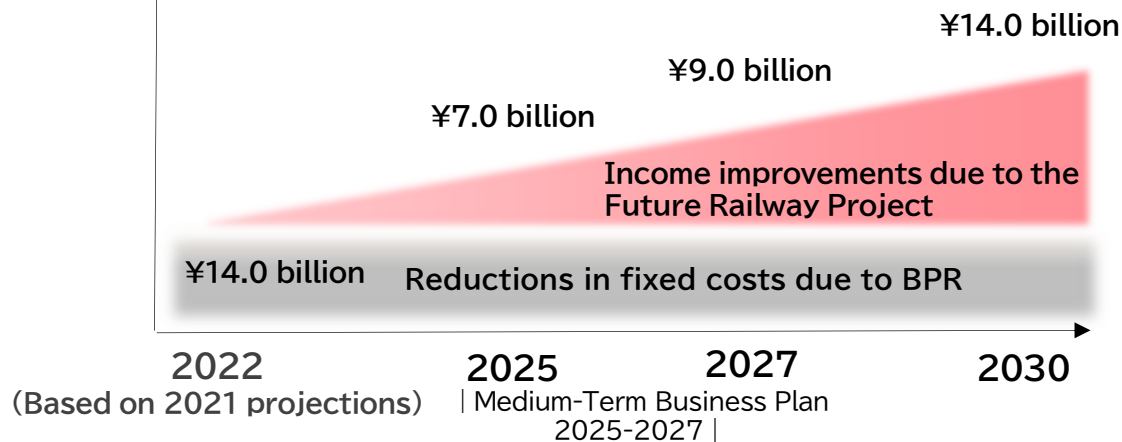 ¥14.0 billion
¥9.0 billion
¥7.0 billion
Income improvements due to the
Future Railway Project
¥14.0 billion
Reductions in fixed costs due to BPR
2022
2025
2027
2030
(Based on 2021 projections)
| Medium-Term Business Plan
2025-2027 |